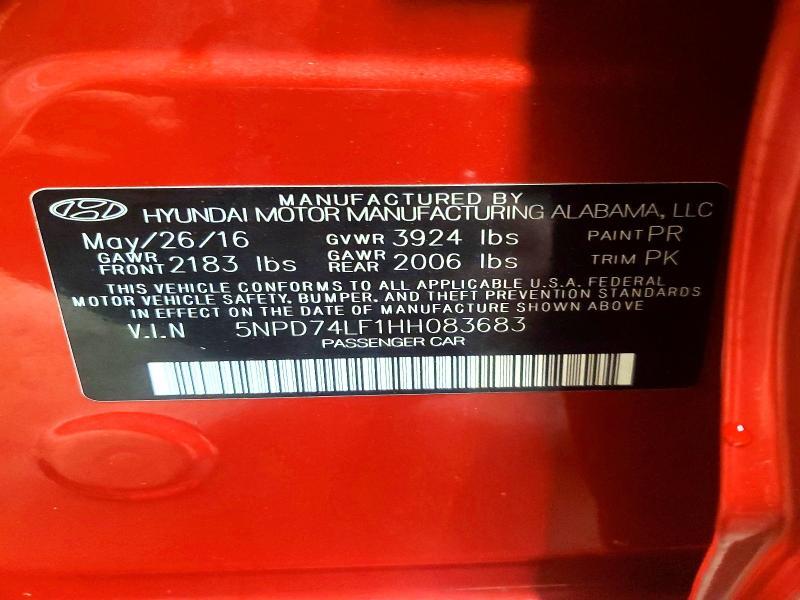 MANUFACTURED BY
HYUNDAI MOTOR MANUFACTURING ALABAMA, LLC
May/26/16 GVWR 3924 lbs PAINT PR
GAWR FRONT 2183 lbs GAWR REAR 2006 lbs TRIM PK
THIS VEHICLE CONFORMS TO ALL APPLICABLE U.S.A. FEDERAL
MOTOR VEHICLE SAFETY, BUMPER, AND THEFT PREVENTION STANDARDS
IN EFFECT ON THE DATE OF MANUFACTURE SHOWN ABOVE
V.I.N 5NPD74LF1HH083683
PASSENGER CAR